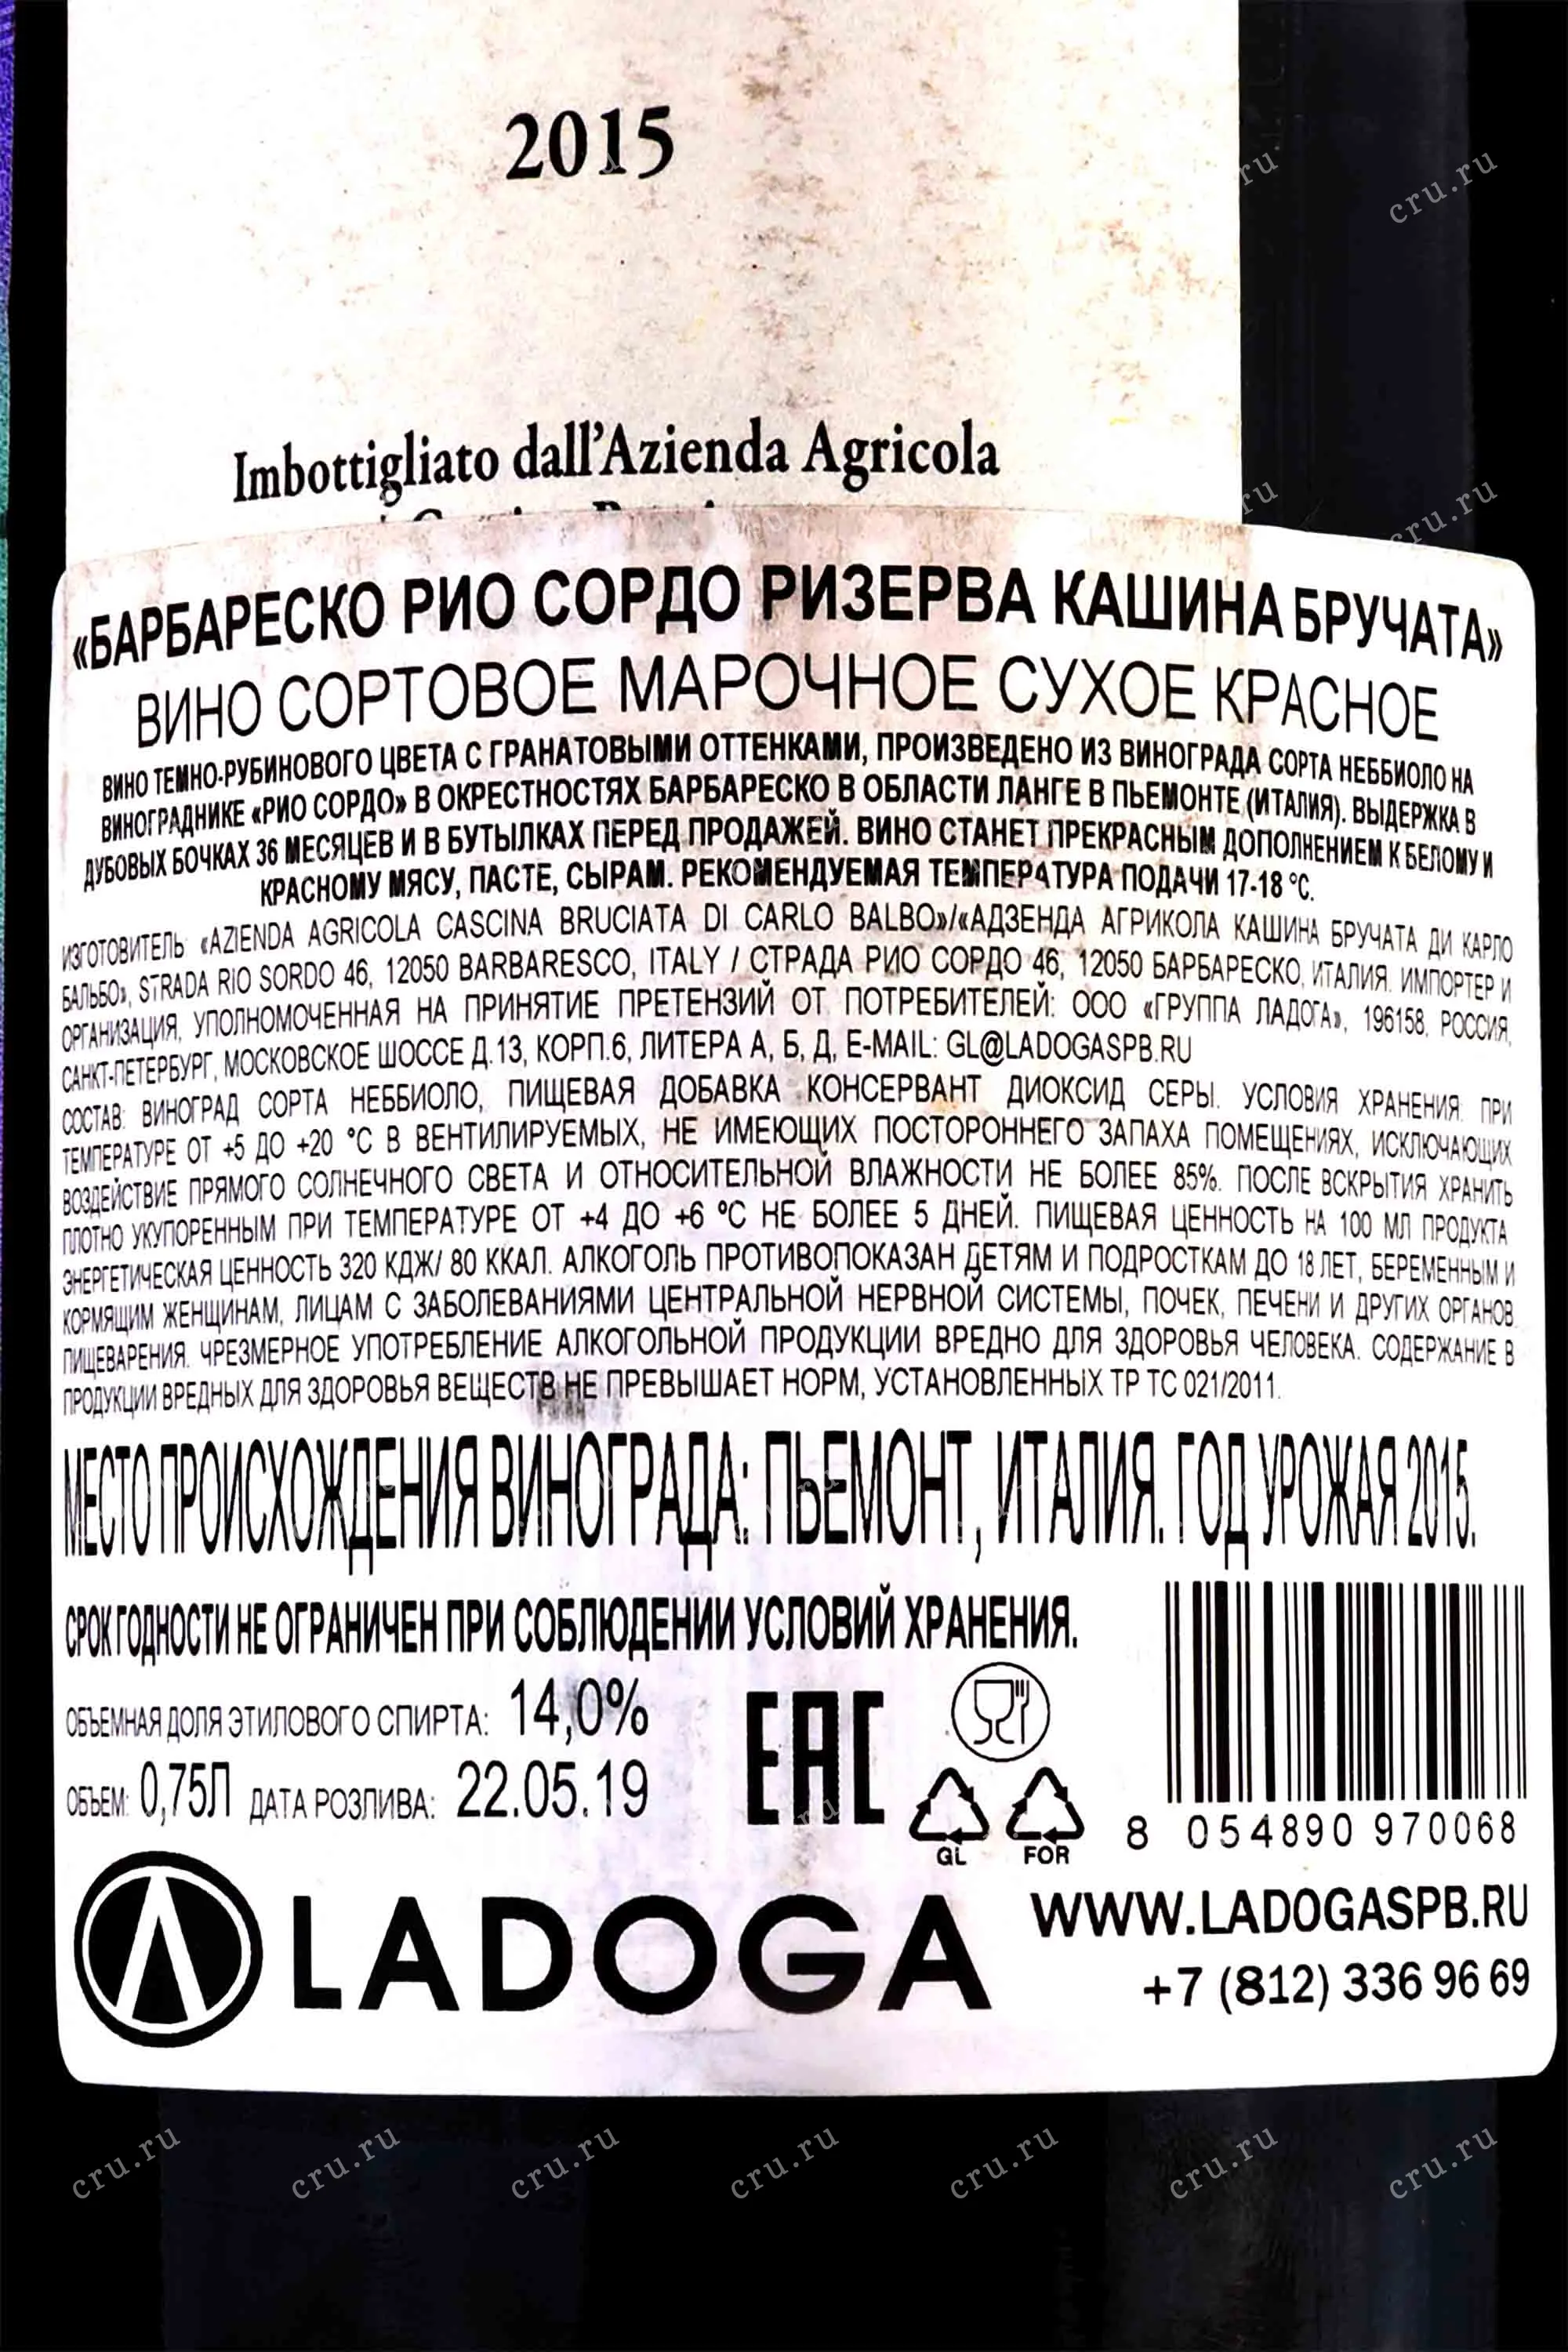 2015
Imbottigliato dall'Azienda Agricola
«БАРБАРЕСКО РИО СОРДО РИЗЕРВА КАШИНА БРУЧАТА»
ВИНО СОРТОВОЕ МАРОЧНОЕ СУХОЕ КРАСНОЕ
ВИНО ТЕМНО-РУБИНОВОГО ЦВЕТА С ГРАНАТОВЫМИ ОТТЕНКАМИ, ПРОИЗВЕДЕНО ИЗ ВИНОГРАДА СОРТА НЕББИОЛО НА
ВИНОГРАДНИКЕ «РИО СОРДО» В ОКРЕСТНОСТЯХ БАРБАРЕСКО В ОБЛАСТИ ЛАНГЕ В ПЬЕМОНТЕ (ИТАЛИЯ). ВЫДЕРЖКА В
ДУБОВЫХ БОЧКАХ 36 МЕСЯЦЕВ И В БУТЫЛКАХ ПЕРЕД ПРОДАЖЕЙ. ВИНО СТАНЕТ ПРЕКРАСНЫМ ДОПОЛНЕНИЕМ К БЕЛОМУ И
КРАСНОМУ МЯСУ, ПАСТЕ, СЫРАМ. РЕКОМЕНДУЕМАЯ ТЕМПЕРАТУРА ПОДАЧИ 17-18 °С.
ИЗГОТОВИТЕЛЬ: «AZIENDA AGRICOLA CASCINA BRUCIATA DI CARLO BALBO»/«АДЗЕНДА АГРИКОЛА КАШИНА БРУЧАТА ДИ КАРЛО
БАЛЬБО», STRADA RIO SORDO 46, 12050 BARBARESCO, ITALY / СТРАДА РИО СОРДО 46, 12050 БАРБАРЕСКО, ИТАЛИЯ. ИМПОРТЕР И
ОРГАНИЗАЦИЯ, УПОЛНОМОЧЕННАЯ НА ПРИНЯТИЕ ПРЕТЕНЗИЙ ОТ ПОТРЕБИТЕЛЕЙ: ООО «ГРУППА ЛАДОГА», 196158, РОССИЯ,
САНКТ-ПЕТЕРБУРГ, МОСКОВСКОЕ ШОССЕ Д.13, КОРП.6, ЛИТЕРА А, Б, Д, E-MAIL: GL@LADOGASPB.RU
СОСТАВ: ВИНОГРАД СОРТА НЕББИОЛО, ПИЩЕВАЯ ДОБАВКА КОНСЕРВАНТ ДИОКСИД СЕРЫ. УСЛОВИЯ ХРАНЕНИЯ: ПРИ
ТЕМПЕРАТУРЕ ОТ +5 ДО +20 °С В ВЕНТИЛИРУЕМЫХ, НЕ ИМЕЮЩИХ ПОСТОРОННЕГО ЗАПАХА ПОМЕЩЕНИЯХ, ИСКЛЮЧАЮЩИХ
ВОЗДЕЙСТВИЕ ПРЯМОГО СОЛНЕЧНОГО СВЕТА И ОТНОСИТЕЛЬНОЙ ВЛАЖНОСТИ НЕ БОЛЕЕ 85%. ПОСЛЕ ВСКРЫТИЯ ХРАНИТЬ
ПЛОТНО УКУПОРЕННЫМ ПРИ ТЕМПЕРАТУРЕ ОТ +4 ДО +6 °С НЕ БОЛЕЕ 5 ДНЕЙ. ПИЩЕВАЯ ЦЕННОСТЬ НА 100 МЛ ПРОДУКТА
ЭНЕРГЕТИЧЕСКАЯ ЦЕННОСТЬ 320 КДЖ/ 80 ККАЛ. АЛКОГОЛЬ ПРОТИВОПОКАЗАН ДЕТЯМ И ПОДРОСТКАМ ДО 18 ЛЕТ, БЕРЕМЕННЫМ И
КОРМЯЩИМ ЖЕНЩИНАМ, ЛИЦАМ С ЗАБОЛЕВАНИЯМИ ЦЕНТРАЛЬНОЙ НЕРВНОЙ СИСТЕМЫ, ПОЧЕК, ПЕЧЕНИ И ДРУГИХ ОРГАНОВ
ПИЩЕВАРЕНИЯ. ЧРЕЗМЕРНОЕ УПОТРЕБЛЕНИЕ АЛКОГОЛЬНОЙ ПРОДУКЦИИ ВРЕДНО ДЛЯ ЗДОРОВЬЯ ЧЕЛОВЕКА. СОДЕРЖАНИЕ В
ПРОДУКЦИИ ВРЕДНЫХ ДЛЯ ЗДОРОВЬЯ ВЕЩЕСТВ НЕ ПРЕВЫШАЕТ НОРМ, УСТАНОВЛЕННЫХ ТР ТС 021/2011.
МЕСТО ПРОИСХОЖДЕНИЯ ВИНОГРАДА: ПЬЕМОНТ, ИТАЛИЯ. ГОД УРОЖАЯ 2015.
СРОК ГОДНОСТИ НЕ ОГРАНИЧЕН ПРИ СОБЛЮДЕНИИ УСЛОВИЙ ХРАНЕНИЯ.
ОБЪЕМНАЯ ДОЛЯ ЭТИЛОВОГО СПИРТА: 14,0%
ОБЪЕМ: 0,75Л ДАТА РОЗЛИВА: 22.05.19
EAC
GL FOR
8 054890 970068
LADOGA
WWW.LADOGASPB.RU
+7 (812) 336 96 69
cru.ru cru.ru cru.ru cru.ru cru.ru cru.ru cru.ru